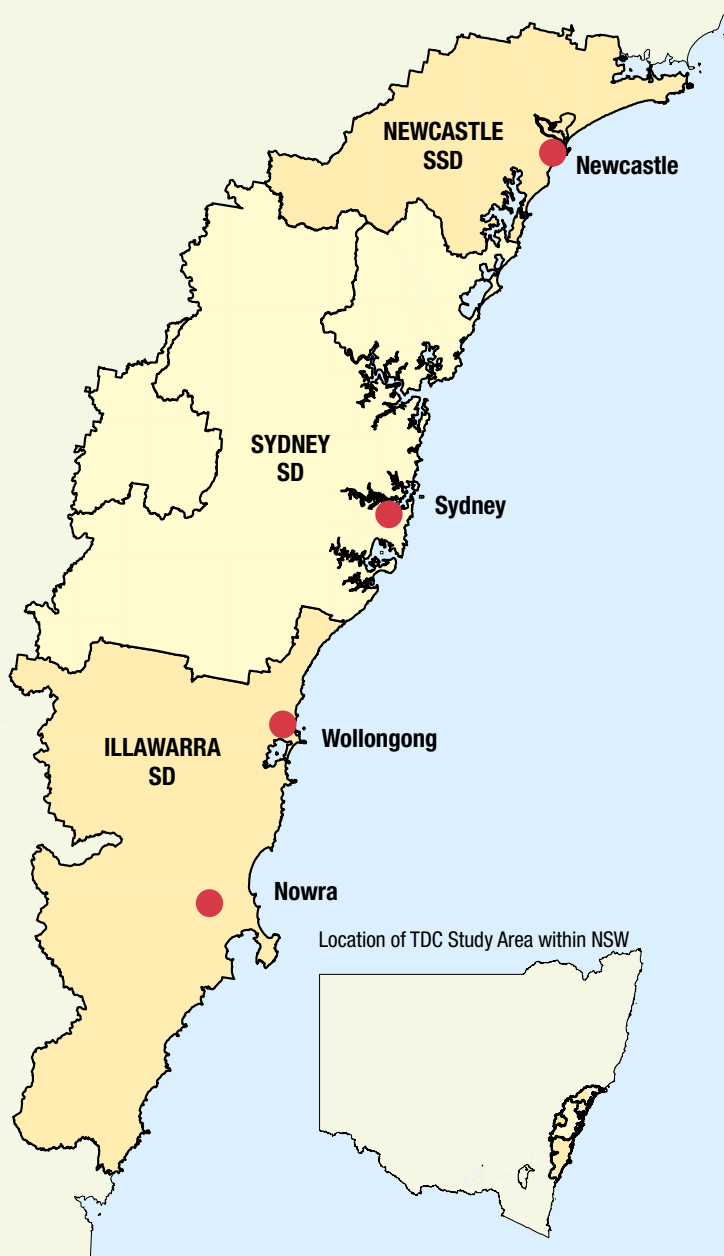 NEWCASTLE
SSD
Newcastle
SYDNEY
SD
Sydney
Wollongong
ILLAWARRA
SD
Nowra
Location of TDC Study Area within NSW